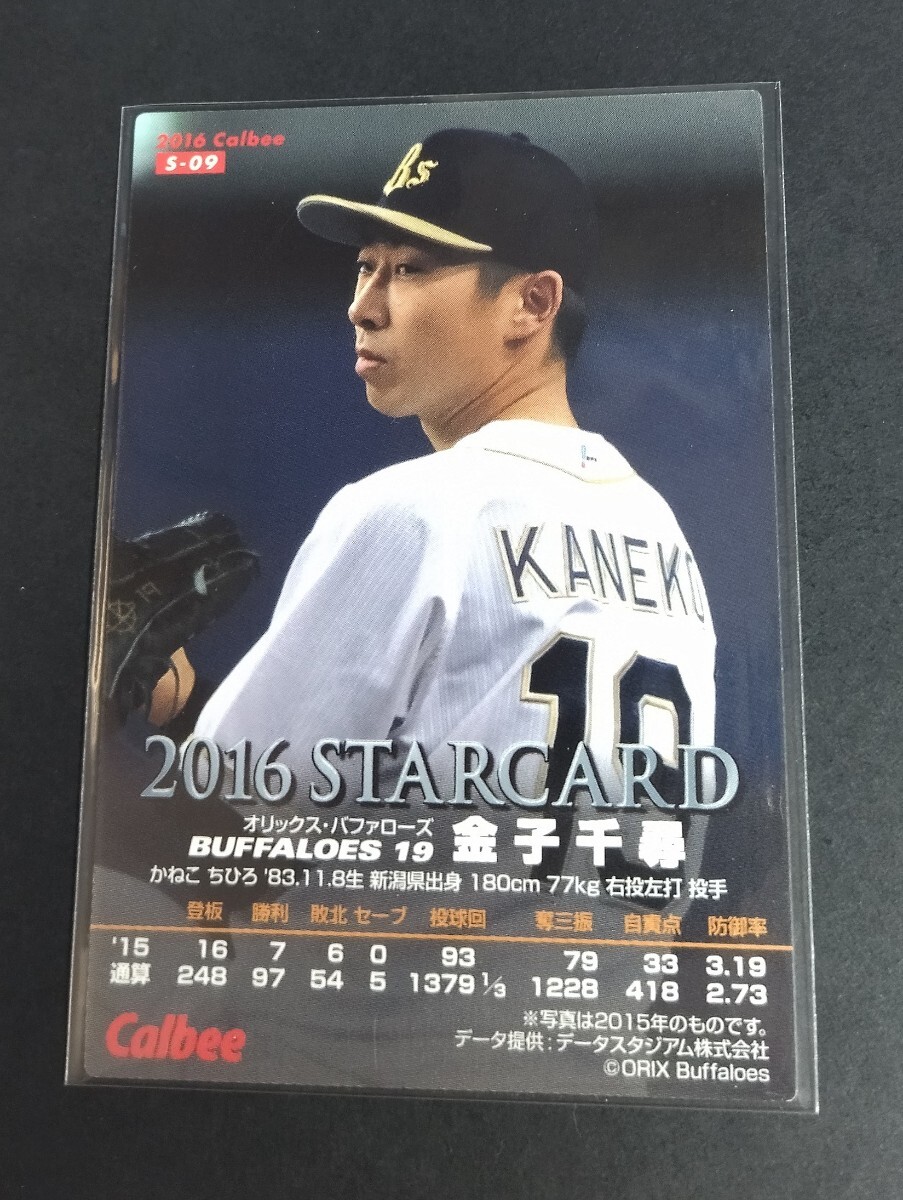 2016 Calbee
S-09
Bs
KANEKO
19
19
2016 STARCARD
オリックス・バファローズ
BUFFALOES 19 金子千尋
かねこ ちひろ '83.11.8生 新潟県出身 180cm 77kg 右投左打 投手
登板 勝利 敗北 セーブ 投球回 奪三振 自責点 防御率
'15 16 7 6 0 93 79 33 3.19
通算 248 97 54 5 1379 1/3 1228 418 2.73
※写真は2015年のものです。
Calbee
データ提供:データスタジアム株式会社
©ORIX Buffaloes